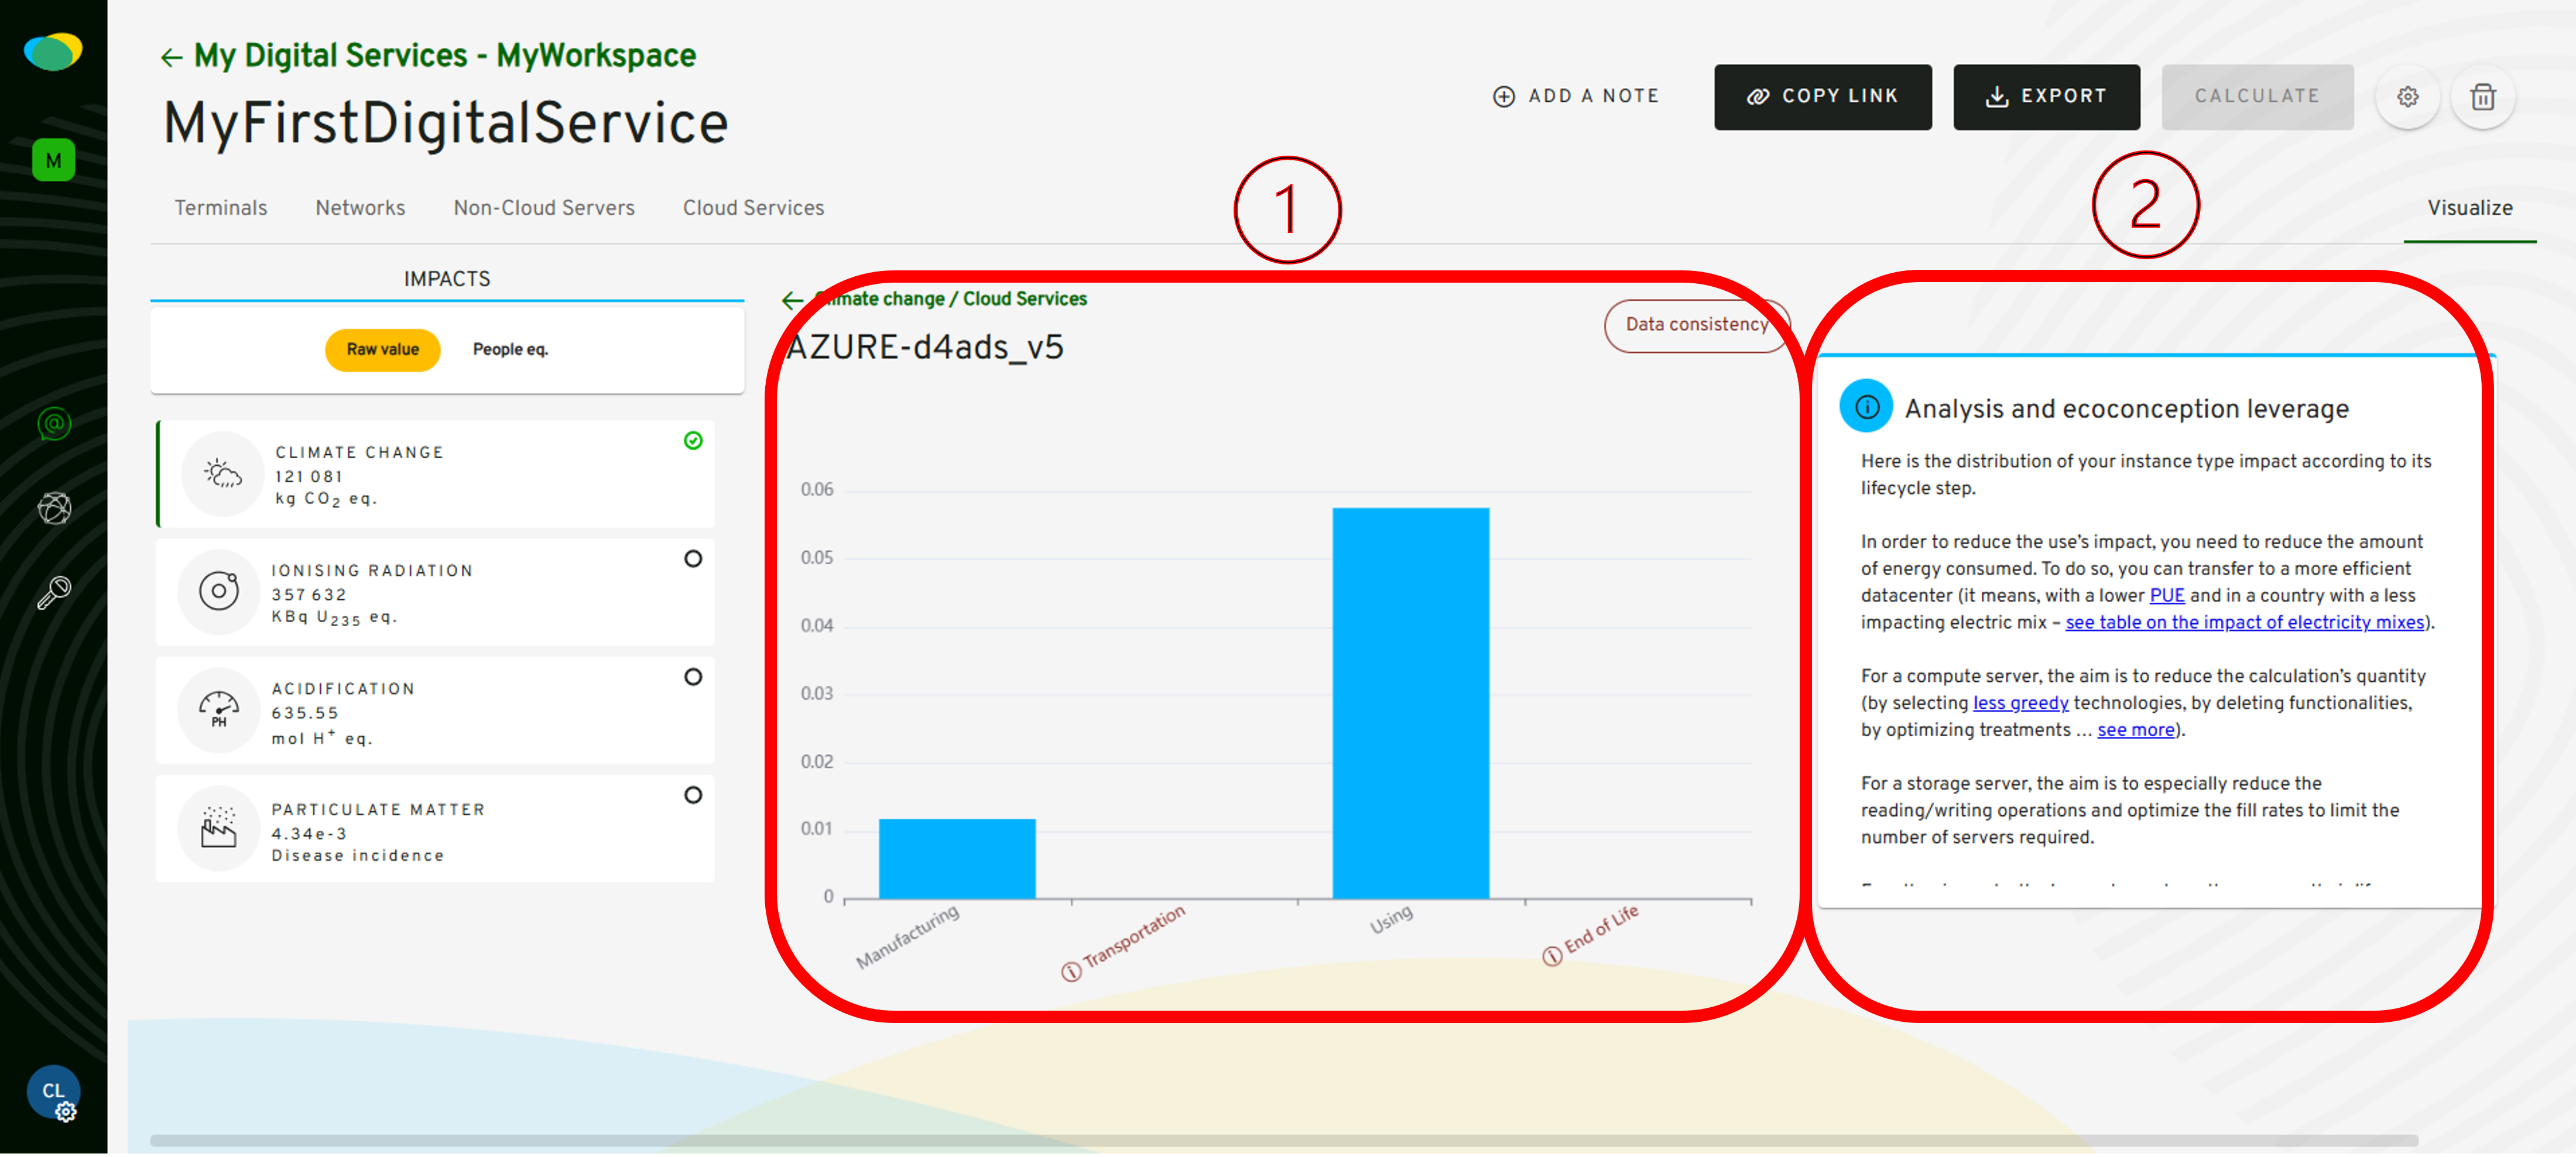 My Digital Services - MyWorkspace
MyFirstDigitalService
ADD A NOTE
COPY LINK
EXPORT
CALCULATE
M
Terminals
Networks
Non-Cloud Servers
Cloud Services
Visualize
1
2
IMPACTS
Raw value
People eq.
CLIMATE CHANGE
121 081
kg CO2 eq.
IONISING RADIATION
357 632
KBq U235 eq.
PH
ACIDIFICATION
635.55
mol H+ eq.
PARTICULATE MATTER
4.34e-3
Disease incidence
Climate change / Cloud Services
AZURE-d4ads_v5
Data consistency
0.06
0.05
0.04
0.03
0.02
0.01
0
Manufacturing
Transportation
Using
End of Life
Analysis and ecoconception leverage
Here is the distribution of your instance type impact according to its
lifecycle step.
In order to reduce the use's impact, you need to reduce the amount
of energy consumed. To do so, you can transfer to a more efficient
datacenter (it means, with a lower PUE and in a country with a less
impacting electric mix – see table on the impact of electricity mixes).
For a compute server, the aim is to reduce the calculation's quantity
(by selecting less greedy technologies, by deleting functionalities,
by optimizing treatments ... see more).
For a storage server, the aim is to especially reduce the
reading/writing operations and optimize the fill rates to limit the
number of servers required.
CL